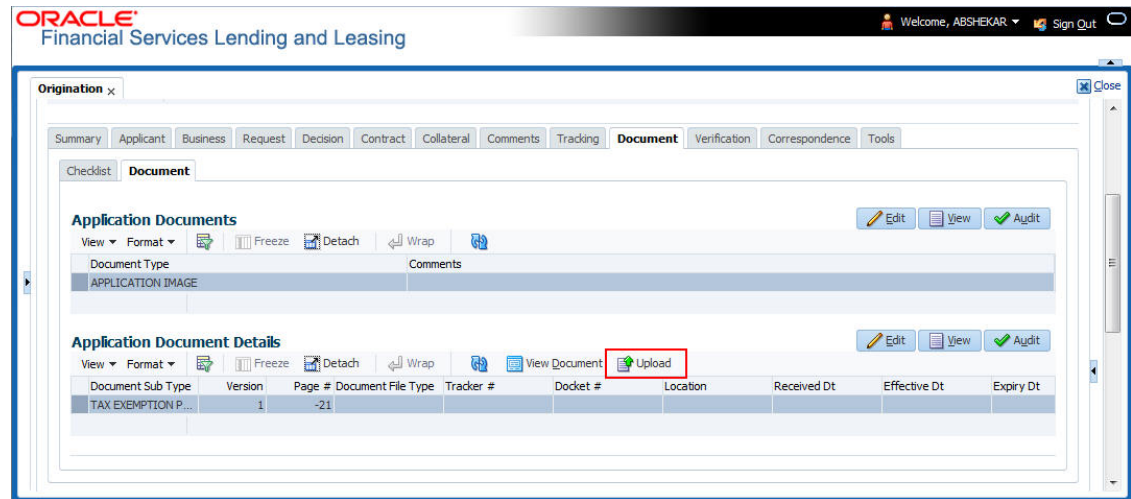 ORACLE
Financial Services Lending and Leasing
Welcome, ABSHEKAR Sign Out
Origination x Close
Summary Applicant Business Request Decision Contract Collateral Comments Tracking Document Verification Correspondence Tools
Checklist Document
Application Documents Edit View Audit
View Format Freeze Detach Wrap
Document Type Comments
APPLICATION IMAGE
Application Document Details Edit View Audit
View Format Freeze Detach Wrap View Document Upload
Document Sub Type Version Page # Document File Type Tracker # Docket # Location Received Dt Effective Dt Expiry Dt
TAX EXEMPTION P... 1 -21